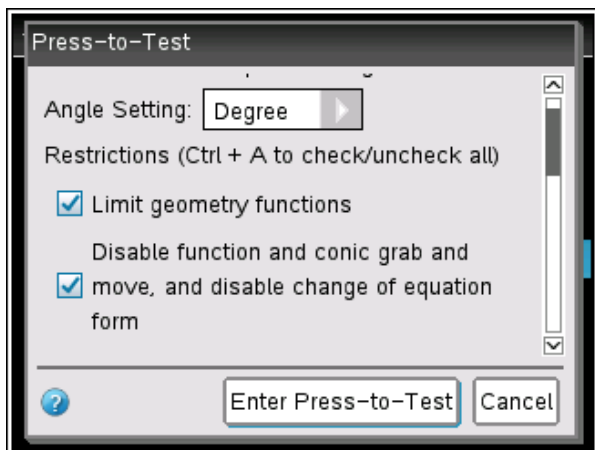 Press-to-Test
Angle Setting: Degree
Restrictions (Ctrl + A to check/uncheck all)
Limit geometry functions
Disable function and conic grab and
move, and disable change of equation
form
Enter Press-to-Test Cancel